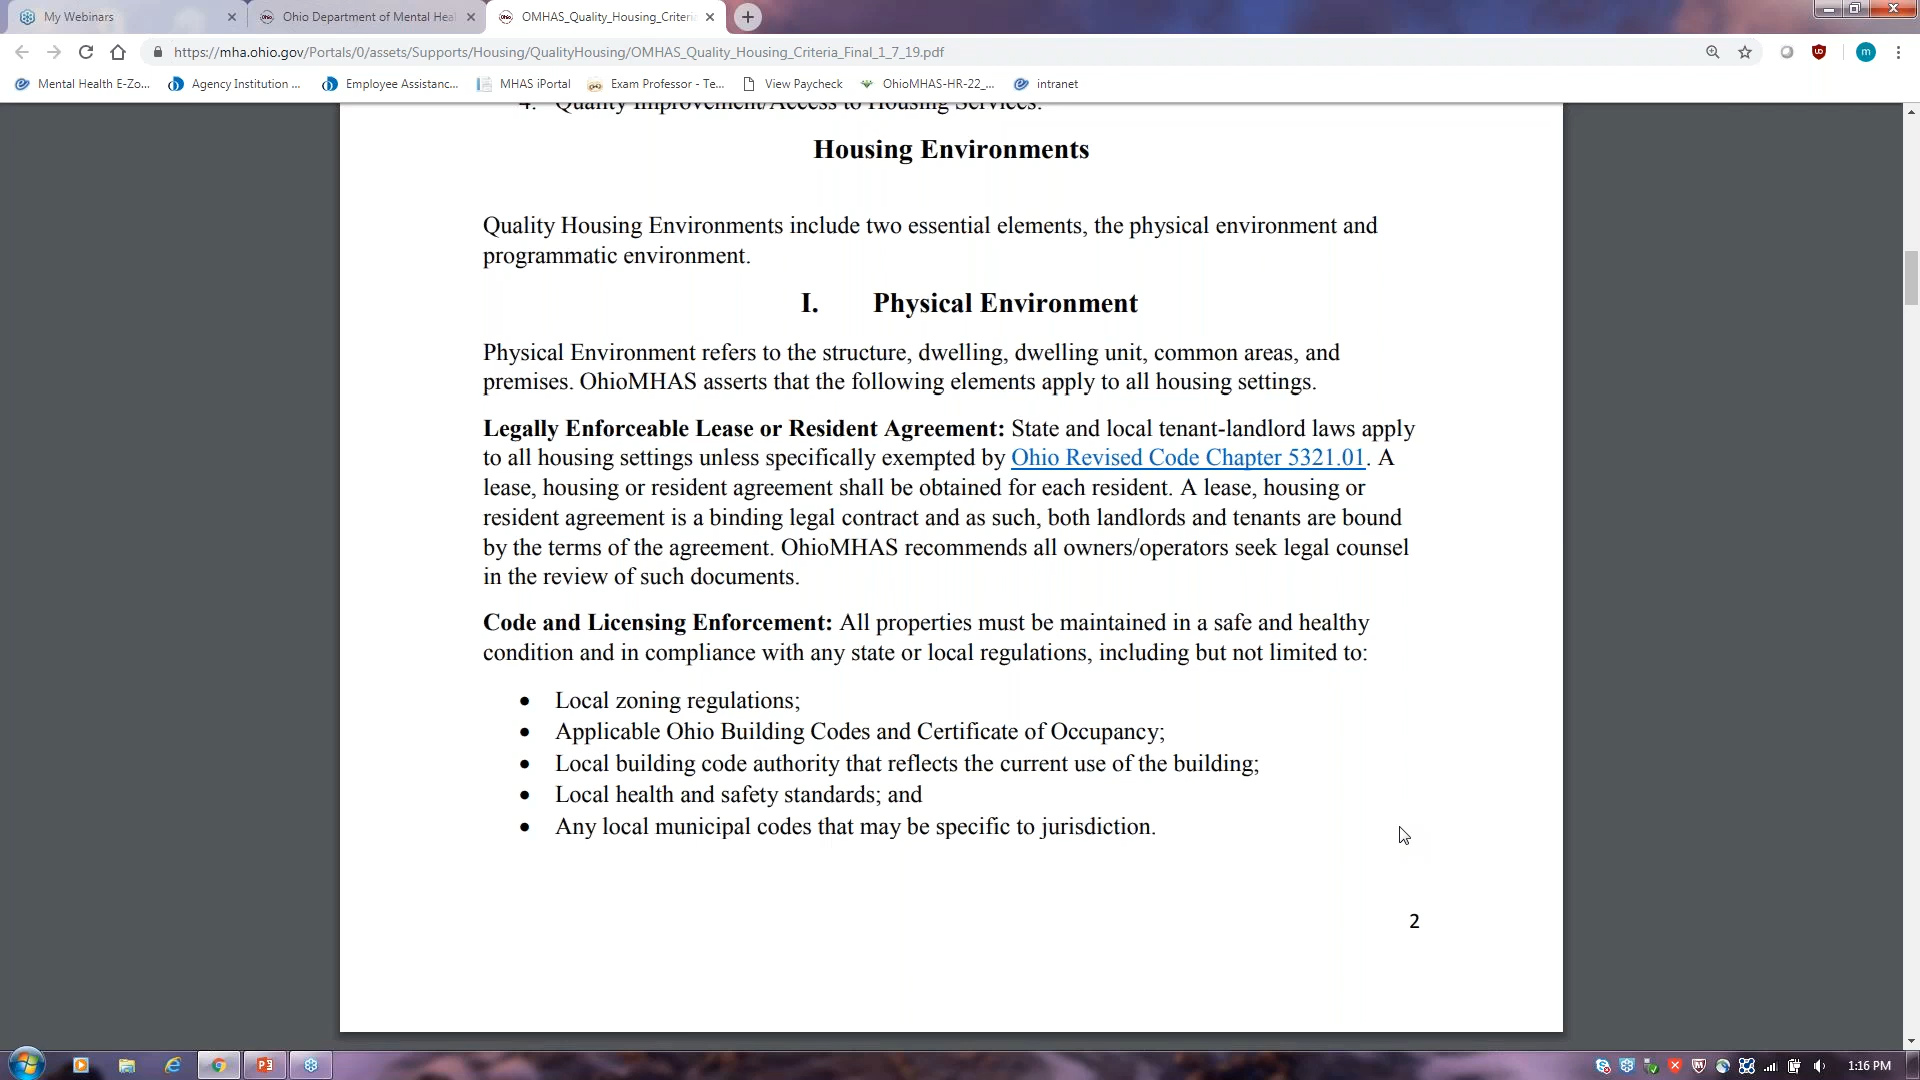 My Webinars
Ohio Department of Mental Hea
OMHAS_Quality_Housing_Criteria
https://mha.ohio.gov/Portals/0/assets/Supports/Housing/QualityHousing/OMHAS_Quality_Housing_Criteria_Final_1_7_19.pdf
m
Mental Health E-Zo...
Agency Institution ...
Employee Assistanc...
MHAS iPortal
Exam Professor - Te...
View Paycheck
OhioMHAS-HR-22_...
intranet
4. Quality Improvement/Access to Housing Services.
Housing Environments
Quality Housing Environments include two essential elements, the physical environment and
programmatic environment.
I. Physical Environment
Physical Environment refers to the structure, dwelling, dwelling unit, common areas, and
premises. OhioMHAS asserts that the following elements apply to all housing settings.
Legally Enforceable Lease or Resident Agreement: State and local tenant-landlord laws apply
to all housing settings unless specifically exempted by Ohio Revised Code Chapter 5321.01. A
lease, housing or resident agreement shall be obtained for each resident. A lease, housing or
resident agreement is a binding legal contract and as such, both landlords and tenants are bound
by the terms of the agreement. OhioMHAS recommends all owners/operators seek legal counsel
in the review of such documents.
Code and Licensing Enforcement: All properties must be maintained in a safe and healthy
condition and in compliance with any state or local regulations, including but not limited to:
• Local zoning regulations;
• Applicable Ohio Building Codes and Certificate of Occupancy;
• Local building code authority that reflects the current use of the building;
• Local health and safety standards; and
• Any local municipal codes that may be specific to jurisdiction.
2
1:16 PM